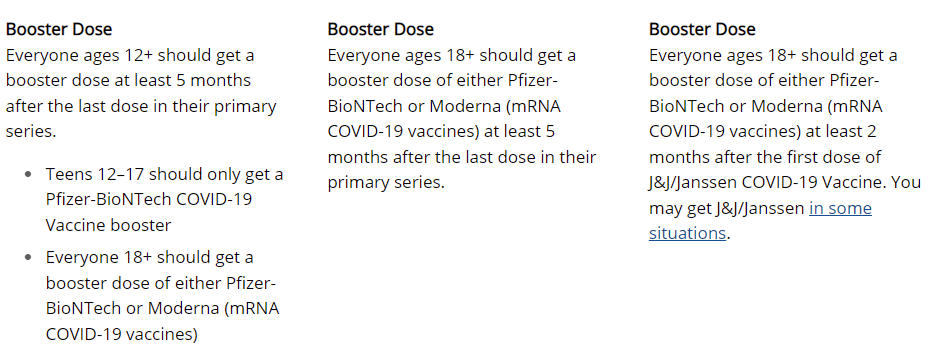 Booster Dose
Everyone ages 12+ should get a
booster dose at least 5 months
after the last dose in their primary
series.
• Teens 12–17 should only get a
Pfizer-BioNTech COVID-19
Vaccine booster
• Everyone 18+ should get a
booster dose of either Pfizer-
BioNTech or Moderna (mRNA
COVID-19 vaccines)
Booster Dose
Everyone ages 18+ should get a
booster dose of either Pfizer-
BioNTech or Moderna (mRNA
COVID-19 vaccines) at least 5
months after the last dose in their
primary series.
Booster Dose
Everyone ages 18+ should get a
booster dose of either Pfizer-
BioNTech or Moderna (mRNA
COVID-19 vaccines) at least 2
months after the first dose of
J&J/Janssen COVID-19 Vaccine. You
may get J&J/Janssen in some
situations.